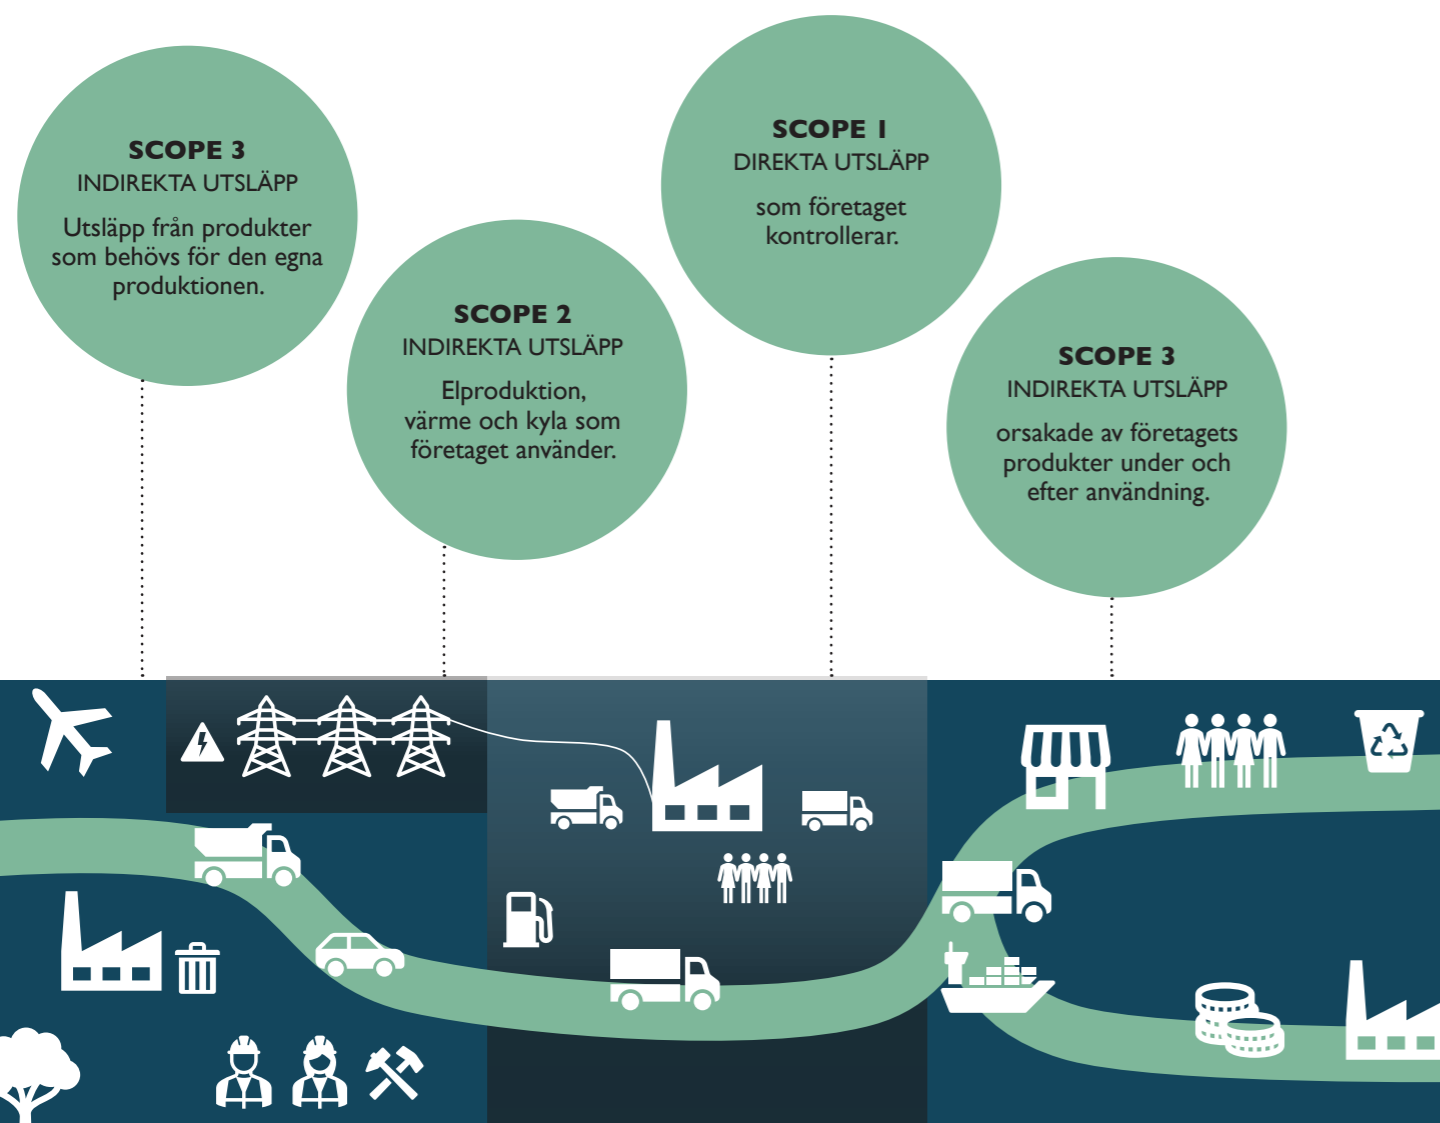 SCOPE 3
INDIREKTA UTSLÄPP
Utsläpp från produkter
som behövs för den egna
produktionen.
SCOPE 2
INDIREKTA UTSLÄPP
Elproduktion,
värme och kyla som
företaget använder.
SCOPE 1
DIREKTA UTSLÄPP
som företaget
kontrollerar.
SCOPE 3
INDIREKTA UTSLÄPP
orsakade av företagets
produkter under och
efter användning.